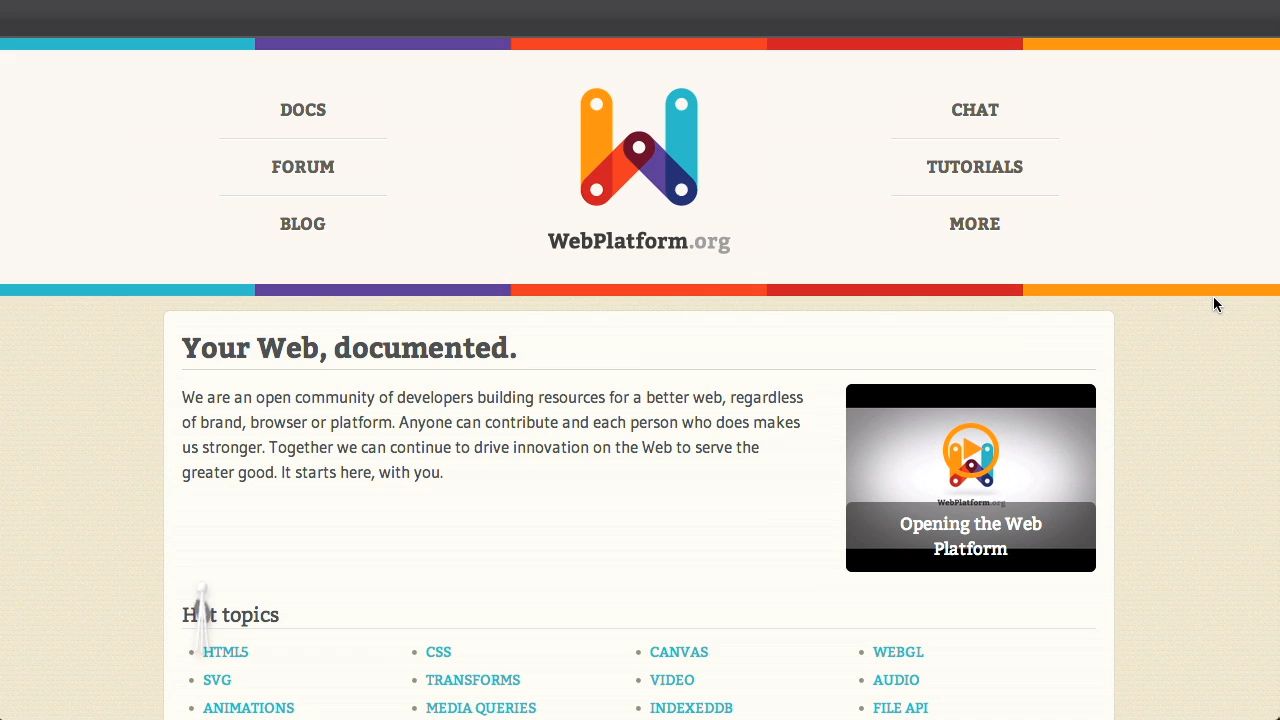 DOCS
FORUM
BLOG
WebPlatform.org
CHAT
TUTORIALS
MORE
Your Web, documented.
We are an open community of developers building resources for a better web, regardless
of brand, browser or platform. Anyone can contribute and each person who does makes
us stronger. Together we can continue to drive innovation on the Web to serve the
greater good. It starts here, with you.
WebPlatform.org
Opening the Web
Platform
Hot topics
HTML5
CSS
CANVAS
WEBGL
SVG
TRANSFORMS
VIDEO
AUDIO
ANIMATIONS
MEDIA QUERIES
INDEXEDDB
FILE API